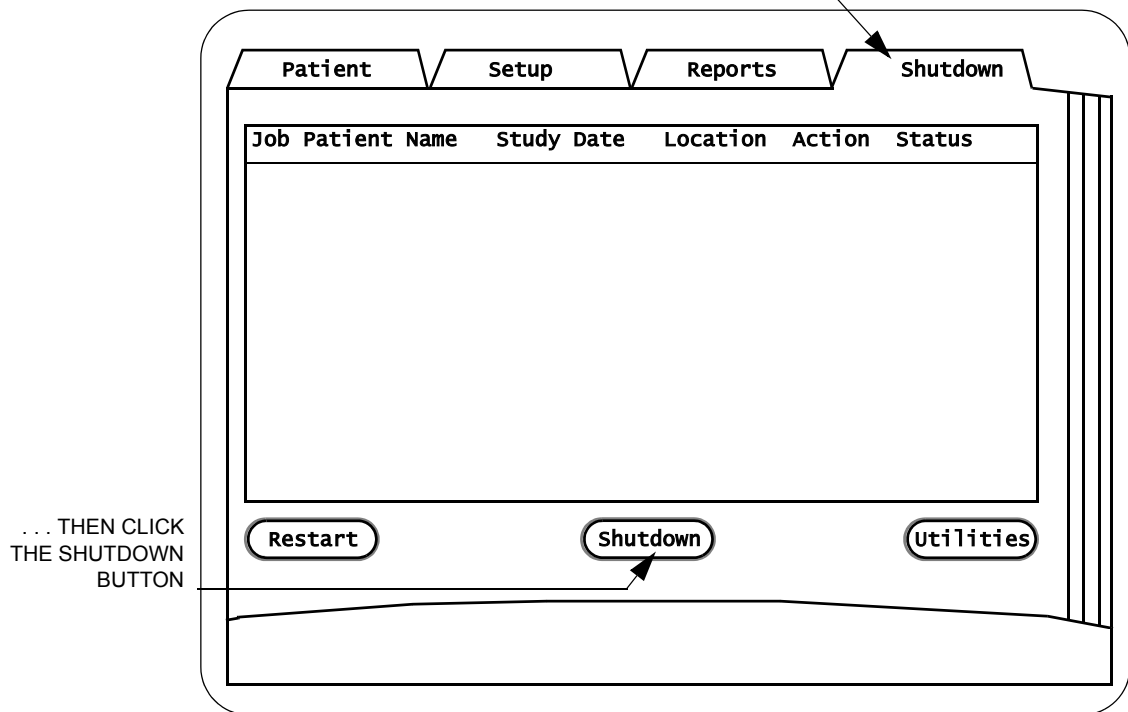 Patient Setup Reports Shutdown
Job Patient Name Study Date Location Action Status
. . . THEN CLICK
THE SHUTDOWN
BUTTON
Restart Shutdown Utilities